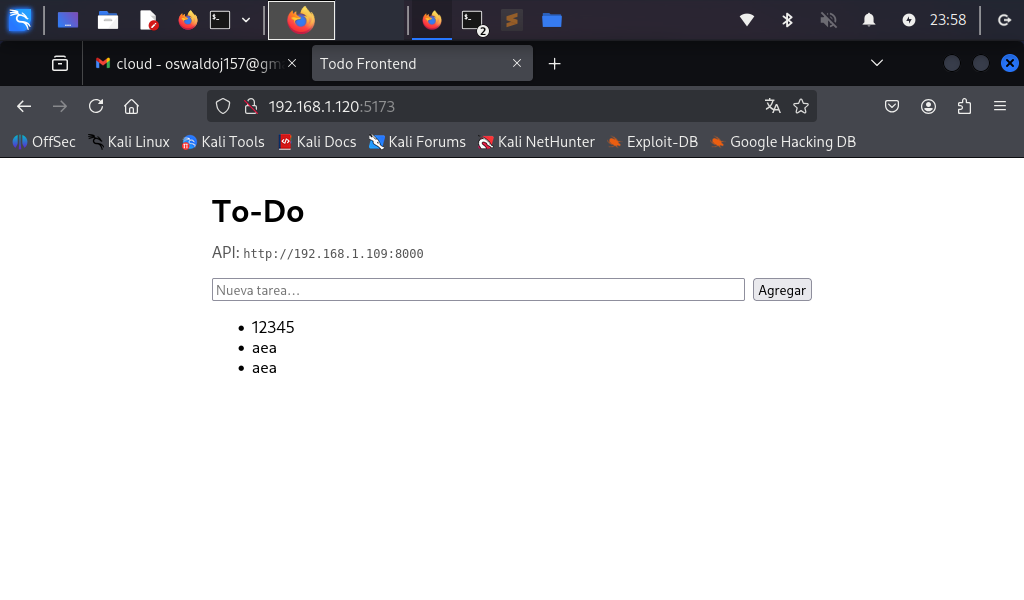 2
23:58
cloud - oswaldoj157@gm
Todo Frontend
192.168.1.120:5173
OffSec
Kali Linux
Kali Tools
Kali Docs
Kali Forums
Kali NetHunter
Exploit-DB
Google Hacking DB
To-Do
API: http://192.168.1.109:8000
Nueva tarea...
Agregar
12345
aea
aea